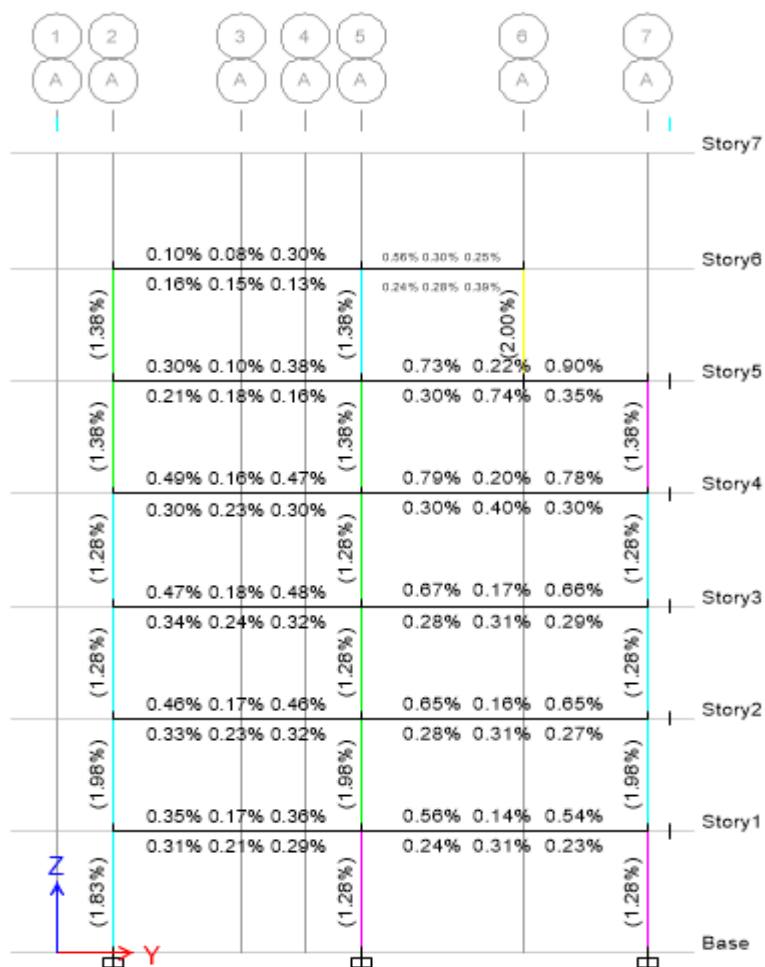 1 2 3 4 5 6 7
A A A A A A A
Story7
0.10% 0.08% 0.30% 0.56% 0.30% 0.25%
Story6
0.16% 0.15% 0.13% 0.24% 0.28% 0.39%
(1.38%) (1.38%) (2.00%)
0.30% 0.10% 0.38% 0.73% 0.22% 0.90%
Story5
0.21% 0.18% 0.16% 0.30% 0.74% 0.35%
(1.38%) (1.38%) (1.38%)
0.49% 0.16% 0.47% 0.79% 0.20% 0.78%
Story4
0.30% 0.23% 0.30% 0.30% 0.40% 0.30%
(1.28%) (1.28%) (1.28%)
0.47% 0.18% 0.48% 0.67% 0.17% 0.66%
Story3
0.34% 0.24% 0.32% 0.28% 0.31% 0.29%
(1.28%) (1.28%) (1.28%)
0.46% 0.17% 0.46% 0.65% 0.16% 0.65%
Story2
0.33% 0.23% 0.32% 0.28% 0.31% 0.27%
(1.98%) (1.98%) (1.98%)
0.35% 0.17% 0.36% 0.56% 0.14% 0.54%
Story1
0.31% 0.21% 0.29% 0.24% 0.31% 0.23%
(1.83%) (1.28%) (1.28%)
Z
Base
Y